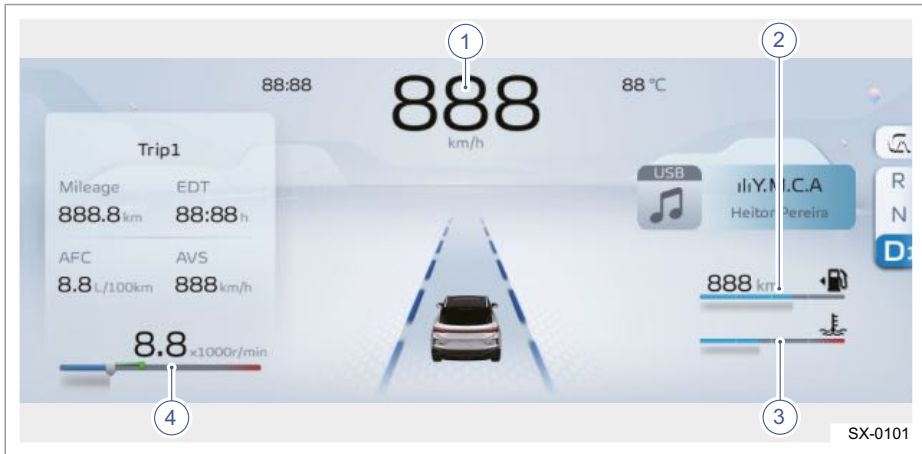 1
2
88:88
888
88 °C
km/h
Trip1
Mileage
EDT
888.8 km
88:88 h
AFC
AVS
8.8 L/100km
888 km/h
8.8 x1000r/min
USB
Y.M.C.A
Heitor Pereira
R
N
D
888 km
4
3
SX-0101